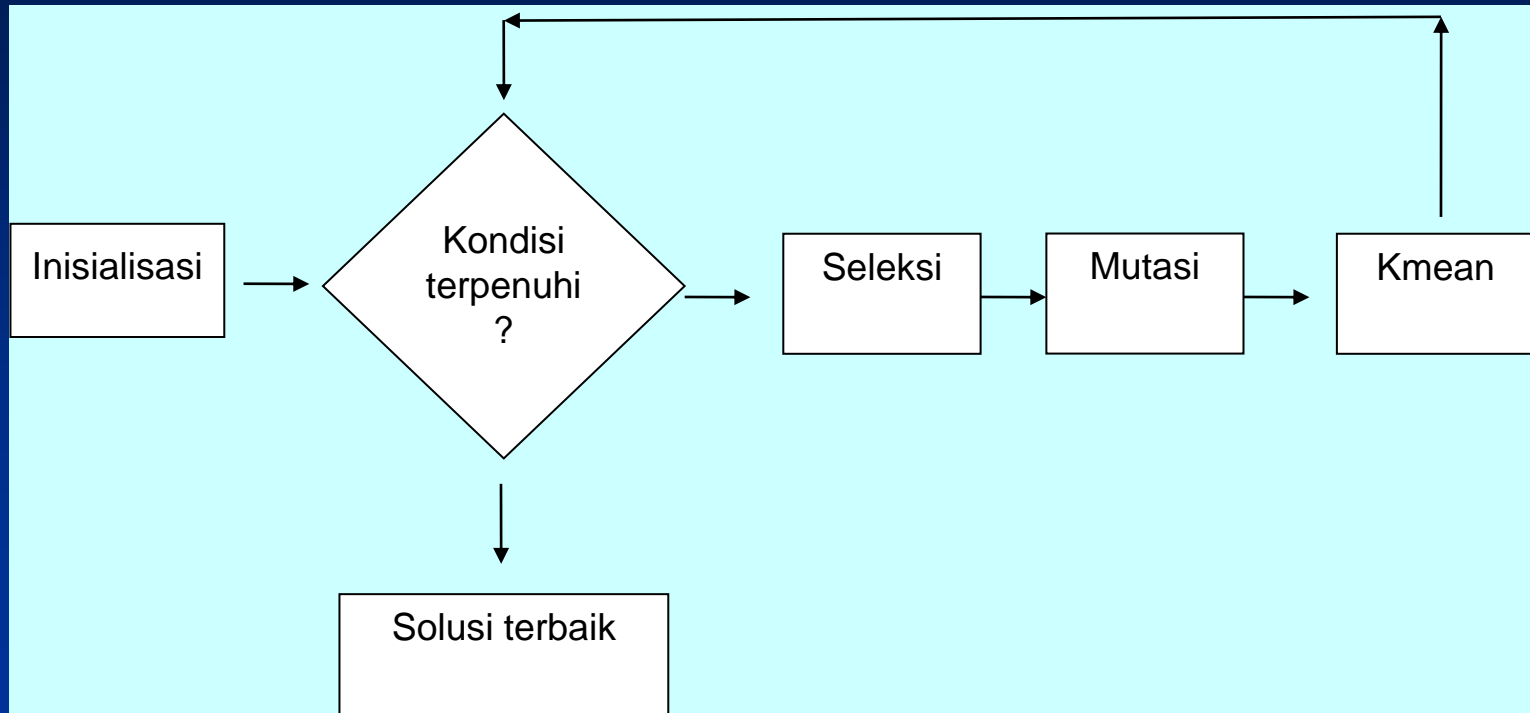 Inisialisasi
Kondisi
terpenuhi
?
Seleksi
Mutasi
Kmean
Solusi terbaik